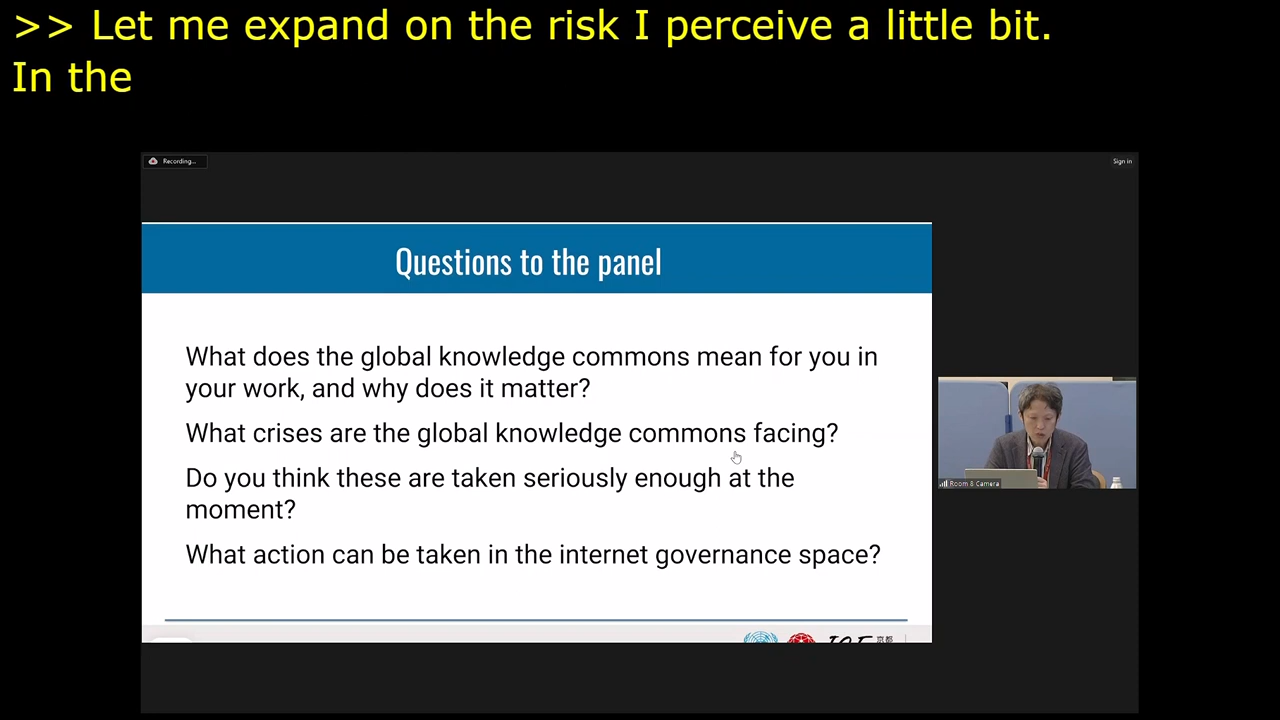 >> Let me expand on the risk I perceive a little bit.
In the
Recording...
Sign in
Questions to the panel
What does the global knowledge commons mean for you in
your work, and why does it matter?
What crises are the global knowledge commons facing?
Do you think these are taken seriously enough at the
moment?
What action can be taken in the internet governance space?
Room 8 Camera
IGF 京都